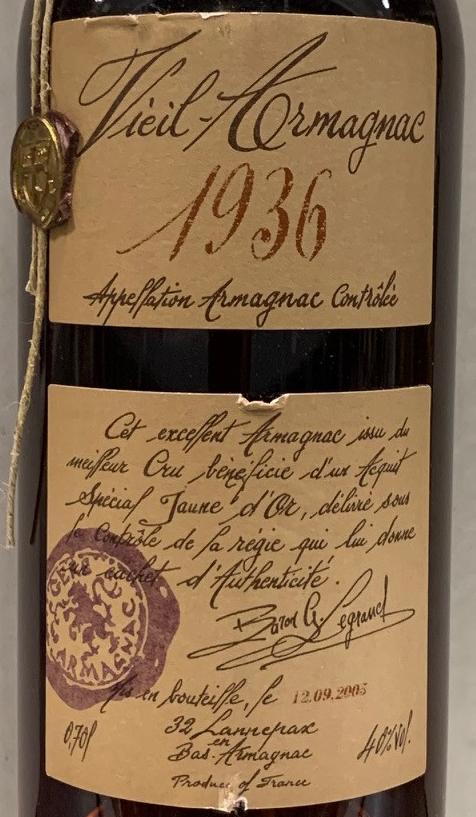 Vieil-Armagnac
1936
Appellation Armagnac Contrôlée
Cet excellent Armagnac issu du
meilleur Cru bénéficie d'un Acquit
Spécial Jaune d'Or, délivré sous
le Contrôle de la régie qui lui donne
un cachet d'Authenticité.
Baron G. Legrand
ARMAGNAC
Mis en bouteille, le 12.09.2005
0,70l 32 Lannepax 40%vol.
en
Bas-Armagnac
Produce of France